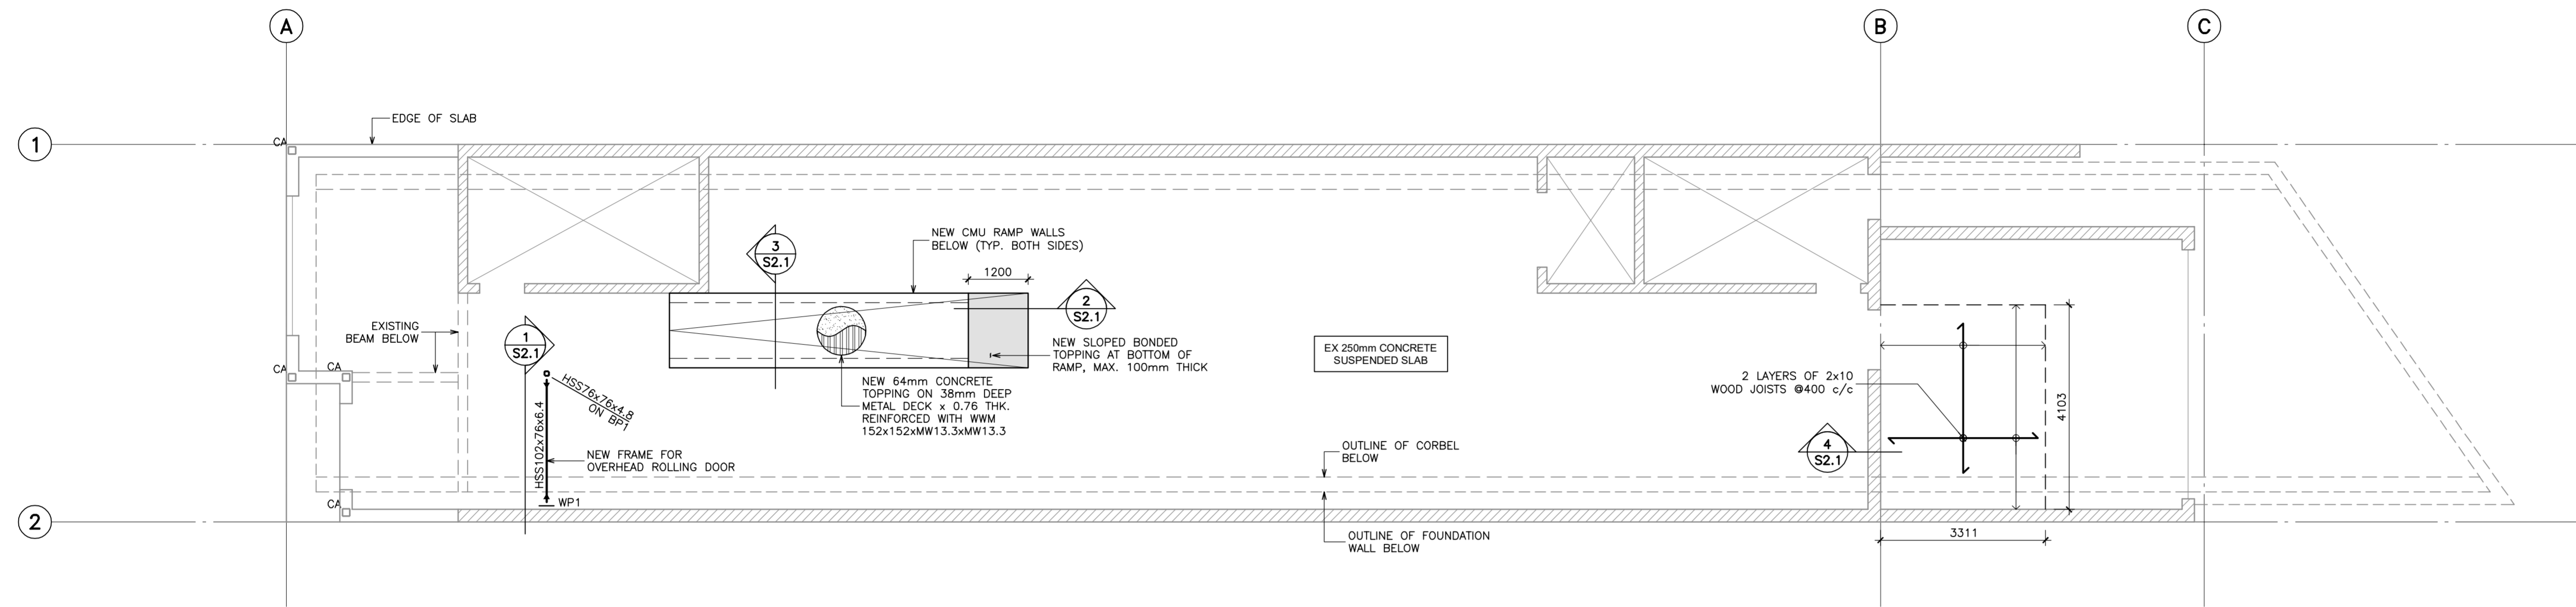 A
B
C
1
EDGE OF SLAB
CA
3
S2.1
NEW CMU RAMP WALLS
BELOW (TYP. BOTH SIDES)
1200
2
S2.1
EXISTING
BEAM BELOW
1
S2.1
NEW SLOPED BONDED
TOPPING AT BOTTOM OF
RAMP, MAX. 100mm THICK
EX 250mm CONCRETE
SUSPENDED SLAB
CA
CA
HSS76x76x4.8
ON BP1
NEW 64mm CONCRETE
TOPPING ON 38mm DEEP
METAL DECK x 0.76 THK.
REINFORCED WITH WWM
152x152xMW13.3xMW13.3
2 LAYERS OF 2x10
WOOD JOISTS @400 c/c
4103
HSS102x76x6.4
NEW FRAME FOR
OVERHEAD ROLLING DOOR
OUTLINE OF CORBEL
BELOW
4
S2.1
CA
WP1
2
OUTLINE OF FOUNDATION
WALL BELOW
3311